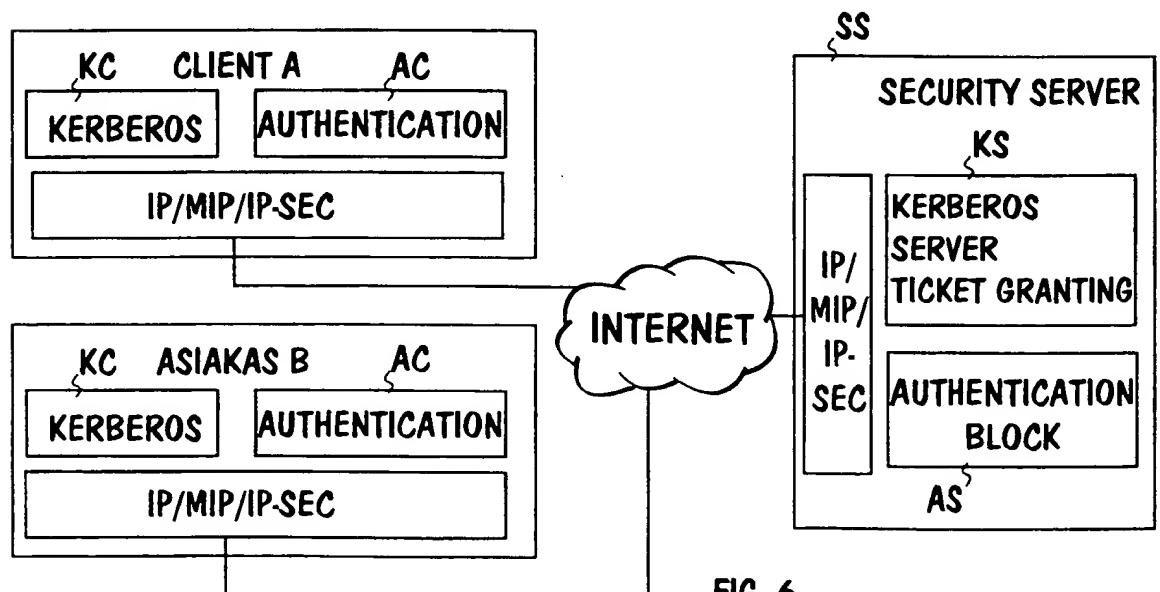 KC CLIENT A AC
KERBEROS
AUTHENTICATION
IP/MIP/IP-SEC
KC ASIAKAS B AC
KERBEROS
AUTHENTICATION
IP/MIP/IP-SEC
INTERNET
SS
SECURITY SERVER
KS
IP/
MIP/
IP-
SEC
KERBEROS
SERVER
TICKET GRANTING
AUTHENTICATION
BLOCK
AS
FIG. 6